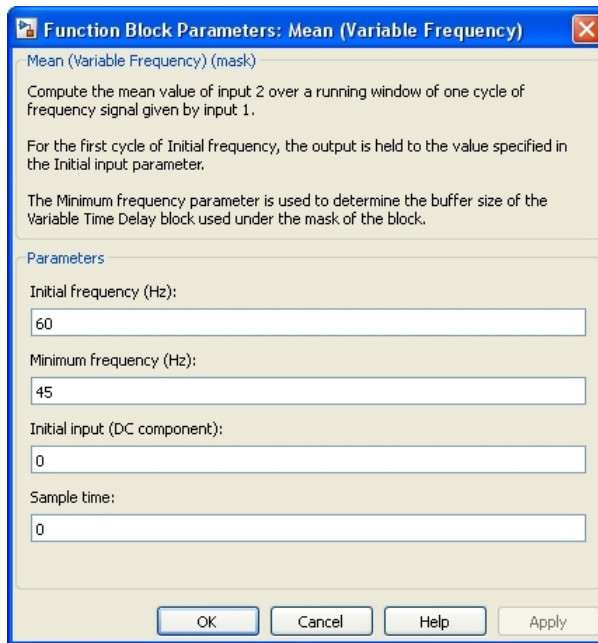 Function Block Parameters: Mean (Variable Frequency)
Mean (Variable Frequency) (mask)
Compute the mean value of input 2 over a running window of one cycle of
frequency signal given by input 1.
For the first cycle of Initial frequency, the output is held to the value specified in
the Initial input parameter.
The Minimum frequency parameter is used to determine the buffer size of the
Variable Time Delay block used under the mask of the block.
Parameters
Initial frequency (Hz):
60
Minimum frequency (Hz):
45
Initial input (DC component):
0
Sample time:
0
OK Cancel Help Apply